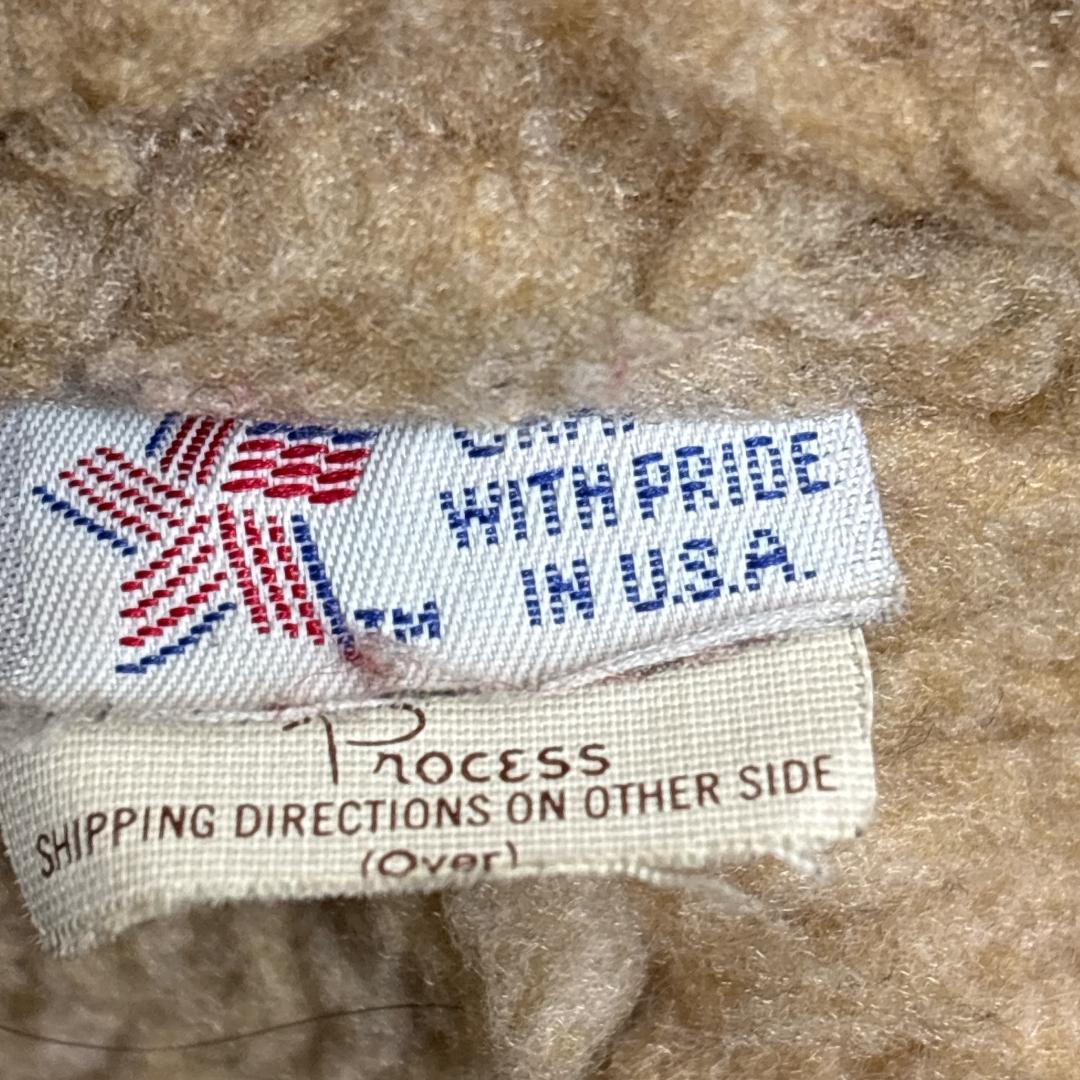 WITH PRIDE
IN U.S.A.
TM
Process
SHIPPING DIRECTIONS ON OTHER SIDE
(Over)